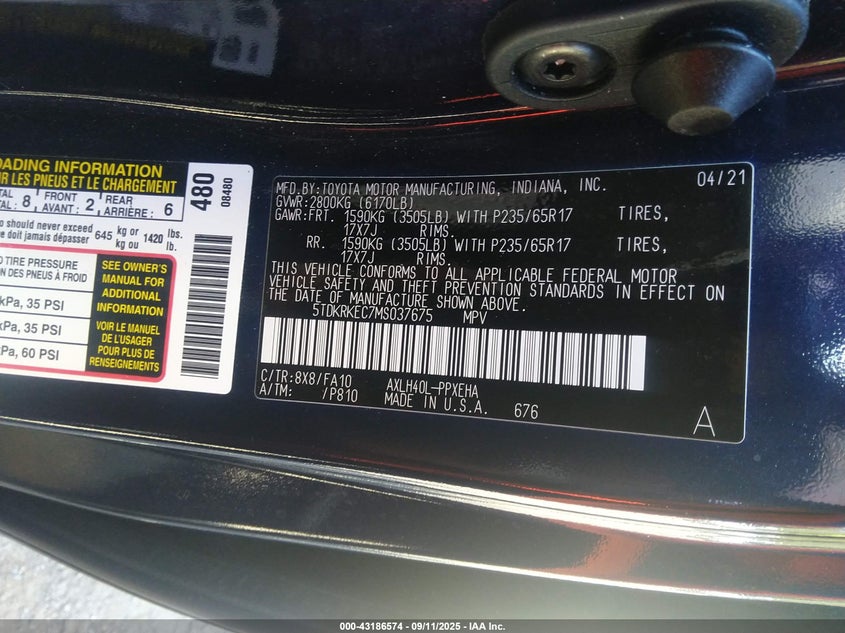 OADING INFORMATION
R LES PNEUS ET LE CHARGEMENT
TAL 8 FRONT 2 REAR 6
AL : AVANT : ARRIÈRE :
should never exceed 645 kg or 1420 lbs.
e doit jamais dépasser kg ou lb.
480
08480
TIRE PRESSURE
ON DES PNEUS À FROID
kPa, 35 PSI
kPa, 35 PSI
kPa, 60 PSI
SEE OWNER'S
MANUAL FOR
ADDITIONAL
INFORMATION
VOIR LE MANUEL
DE L'USAGER
POUR PLUS DE
RENSEIGNEMENTS
MFD.BY:TOYOTA MOTOR MANUFACTURING, INDIANA, INC. 04/21
GVWR:2800KG (6170LB)
GAWR:FRT. 1590KG (3505LB) WITH P235/65R17 TIRES,
17X7J RIMS.
RR. 1590KG (3505LB) WITH P235/65R17 TIRES,
17X7J RIMS.
THIS VEHICLE CONFORMS TO ALL APPLICABLE FEDERAL MOTOR
VEHICLE SAFETY AND THEFT PREVENTION STANDARDS IN EFFECT ON
THE DATE OF MANUFACTURE SHOWN ABOVE.
5TDKRKEC7MS037675 MPV
C/TR:8X8/FA10 AXLH40L-PPXEHA
A/TM: /P810 MADE IN U.S.A. 676
A
000-43186574 - 09/11/2025 - IAA Inc.